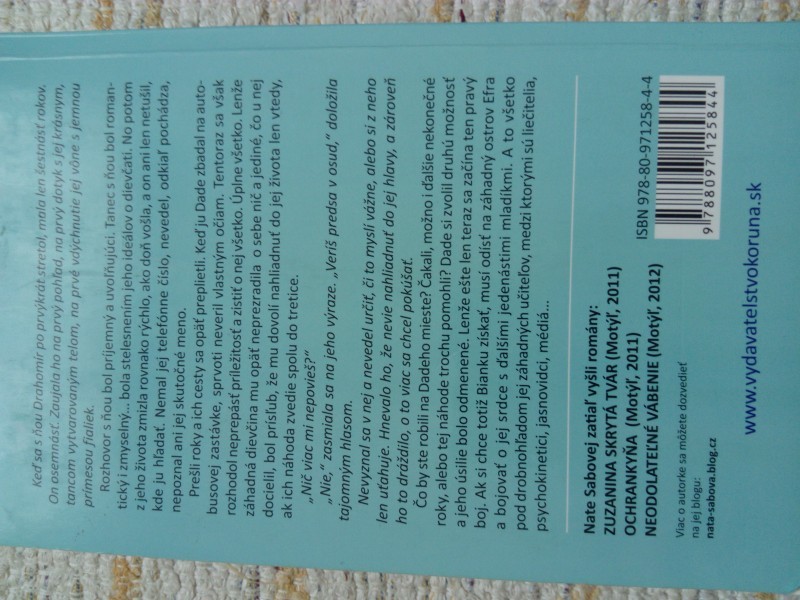 Keď sa s ňou Drahomír po prvýkrát stretol, mala len šestnásť rokov.
On osemnásť. Zaujala ho na prvý pohľad, na prvý dotyk s jej krásnym,
tancom vytvarovaným telom, na prvé vdýchnutie jej vône s jemnou
prímesou fialiek.
Rozhovor s ňou bol príjemný a uvoľňujúci. Tanec s ňou bol roman-
tický i zmyselný... bola stelesnením jeho ideálov o dievčati. No potom
z jeho života zmizla rovnako rýchlo, ako doň vošla, a on ani len netušil,
kde ju hľadať. Nemal jej telefónne číslo, nevedel, odkiaľ pochádza,
nepoznal ani jej skutočné meno.
Prešli roky a ich cesty sa opäť preplietli. Keď ju Dade zbadal na auto-
busovej zastávke, sprvoti neveril vlastným očiam. Tentoraz sa však
rozhodol neprepásť príležitosť a zistiť o nej všetko. Úplne všetko. Lenže
záhadná dievčina mu opäť neprezradila o sebe nič a jediné, čo u nej
docielil, bol prísľub, že mu dovolí nahliadnuť do jej života len vtedy,
ak ich náhoda zvedie spolu do tretice.
„Nič viac mi nepovieš?"
„Nie," zasmiala sa na jeho výraze. „Veríš predsa v osud," doložila
tajomným hlasom.
Nevyznal sa v nej a nevedel určiť, či to myslí vážne, alebo si z neho
len uťahuje. Hnevalo ho, že nevie nahliadnuť do jej hlavy, a zároveň
ho to dráždilo, o to viac sa chcel pokúšať.
Čo by ste robili na Dadeho mieste? Čakali, možno i ďalšie nekonečné
roky, alebo tej náhode trochu pomohli? Dade si zvolil druhú možnosť
a jeho úsilie bolo odmenené. Lenže ešte len teraz sa začína ten pravý
boj. Ak si chce totiž Bianku získať, musí odísť na záhadný ostrov Efra
a bojovať o jej srdce s ďalšími jedenástimi mladíkmi. A to všetko
pod drobnohľadom jej záhadných učiteľov, medzi ktorými sú liečitelia,
psychokinetici, jasnovidci, médiá...
Nate Sabovej zatiaľ vyšli romány:
ZUZANINA SKRYTÁ TVÁR (Motýľ, 2011)
OCHRANKYŇA (Motýľ, 2011)
NEODOLATEĽNÉ VÁBENIE (Motýľ, 2012)
Viac o autorke sa môžete dozvedieť
na jej blogu:
nata-sabova.blog.cz
ISBN 978-80-971258-4-4
9 788097 125844
www.vydavatelstvokoruna.sk